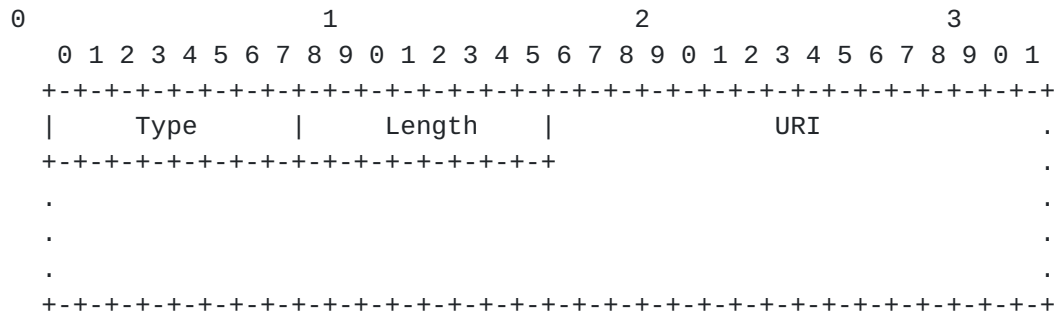 0                   1                   2                   3
   0 1 2 3 4 5 6 7 8 9 0 1 2 3 4 5 6 7 8 9 0 1 2 3 4 5 6 7 8 9 0 1
  +-+-+-+-+-+-+-+-+-+-+-+-+-+-+-+-+-+-+-+-+-+-+-+-+-+-+-+-+-+-+-+-+
  |     Type      |     Length    |              URI              .
  +-+-+-+-+-+-+-+-+-+-+-+-+-+-+-+-+                               .
  .                                                               .
  .                                                               .
  .                                                               .
  +-+-+-+-+-+-+-+-+-+-+-+-+-+-+-+-+-+-+-+-+-+-+-+-+-+-+-+-+-+-+-+-+